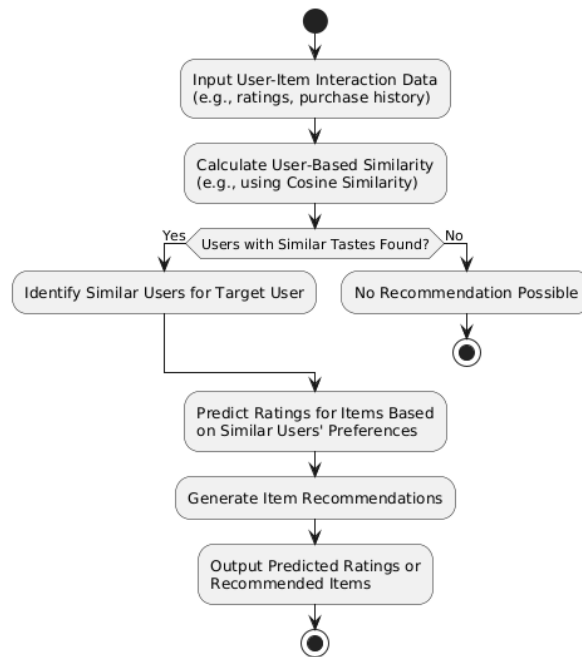 Input User-Item Interaction Data
(e.g., ratings, purchase history)
Calculate User-Based Similarity
(e.g., using Cosine Similarity)
Users with Similar Tastes Found?
Yes
No
Identify Similar Users for Target User
No Recommendation Possible
Predict Ratings for Items Based
on Similar Users' Preferences
Generate Item Recommendations
Output Predicted Ratings or
Recommended Items